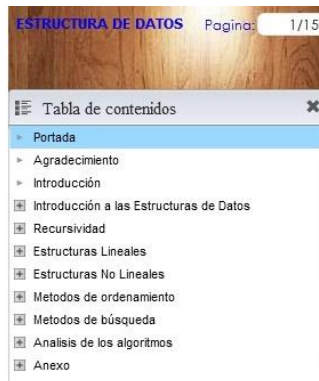 ESTRUCTURA DE DATOS Pagina: 1/15
Tabla de contenidos
Portada
Agradecimiento
Introducción
Introducción a las Estructuras de Datos
Recursividad
Estructuras Lineales
Estructuras No Lineales
Metodos de ordenamiento
Metodos de búsqueda
Analisis de los algoritmos
Anexo